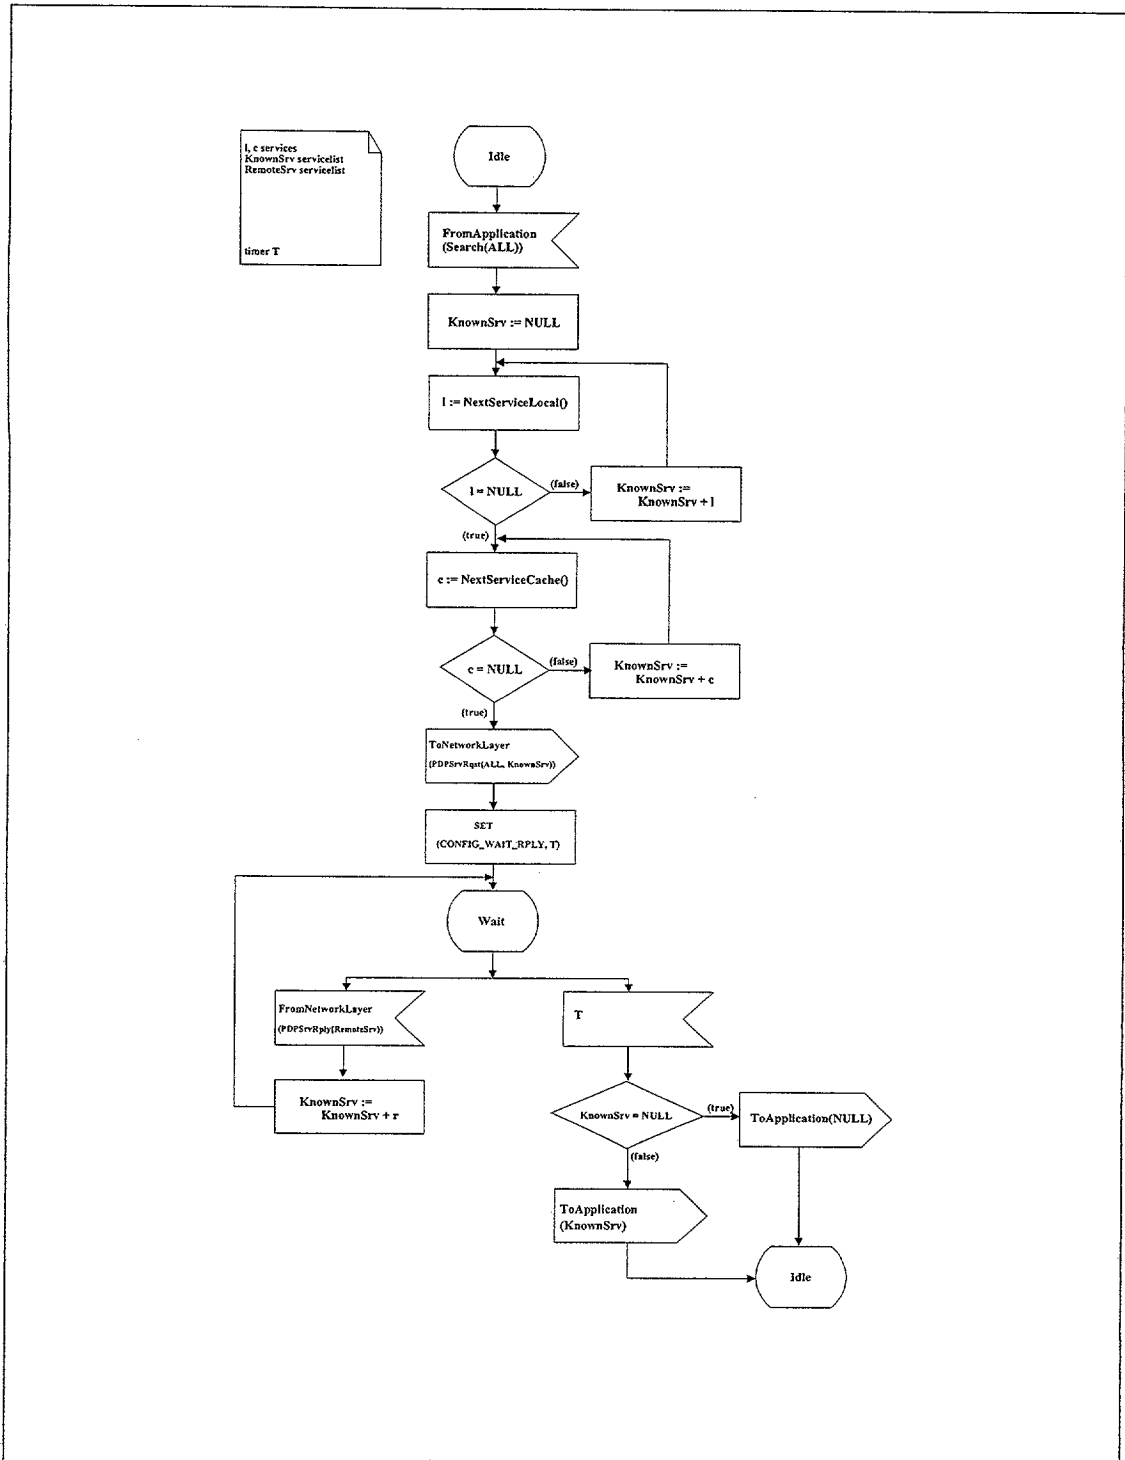 l, c services
KnownSrv servicelist
RemoteSrv servicelist
timer T
Idle
FromApplication
(Search(ALL))
KnownSrv := NULL
l := NextServiceLocal()
l = NULL
(false)
KnownSrv :=
KnownSrv + l
(true)
c := NextServiceCache()
c = NULL
(false)
KnownSrv :=
KnownSrv + c
(true)
ToNetworkLayer
(PDPSrvRqst(ALL, KnownSrv))
SET
(CONFIG_WAIT_RPLY, T)
Wait
FromNetworkLayer
(PDPSrvRply(RemoteSrv))
T
KnownSrv :=
KnownSrv + r
KnownSrv = NULL
(true)
ToApplication(NULL)
(false)
ToApplication
(KnownSrv)
Idle